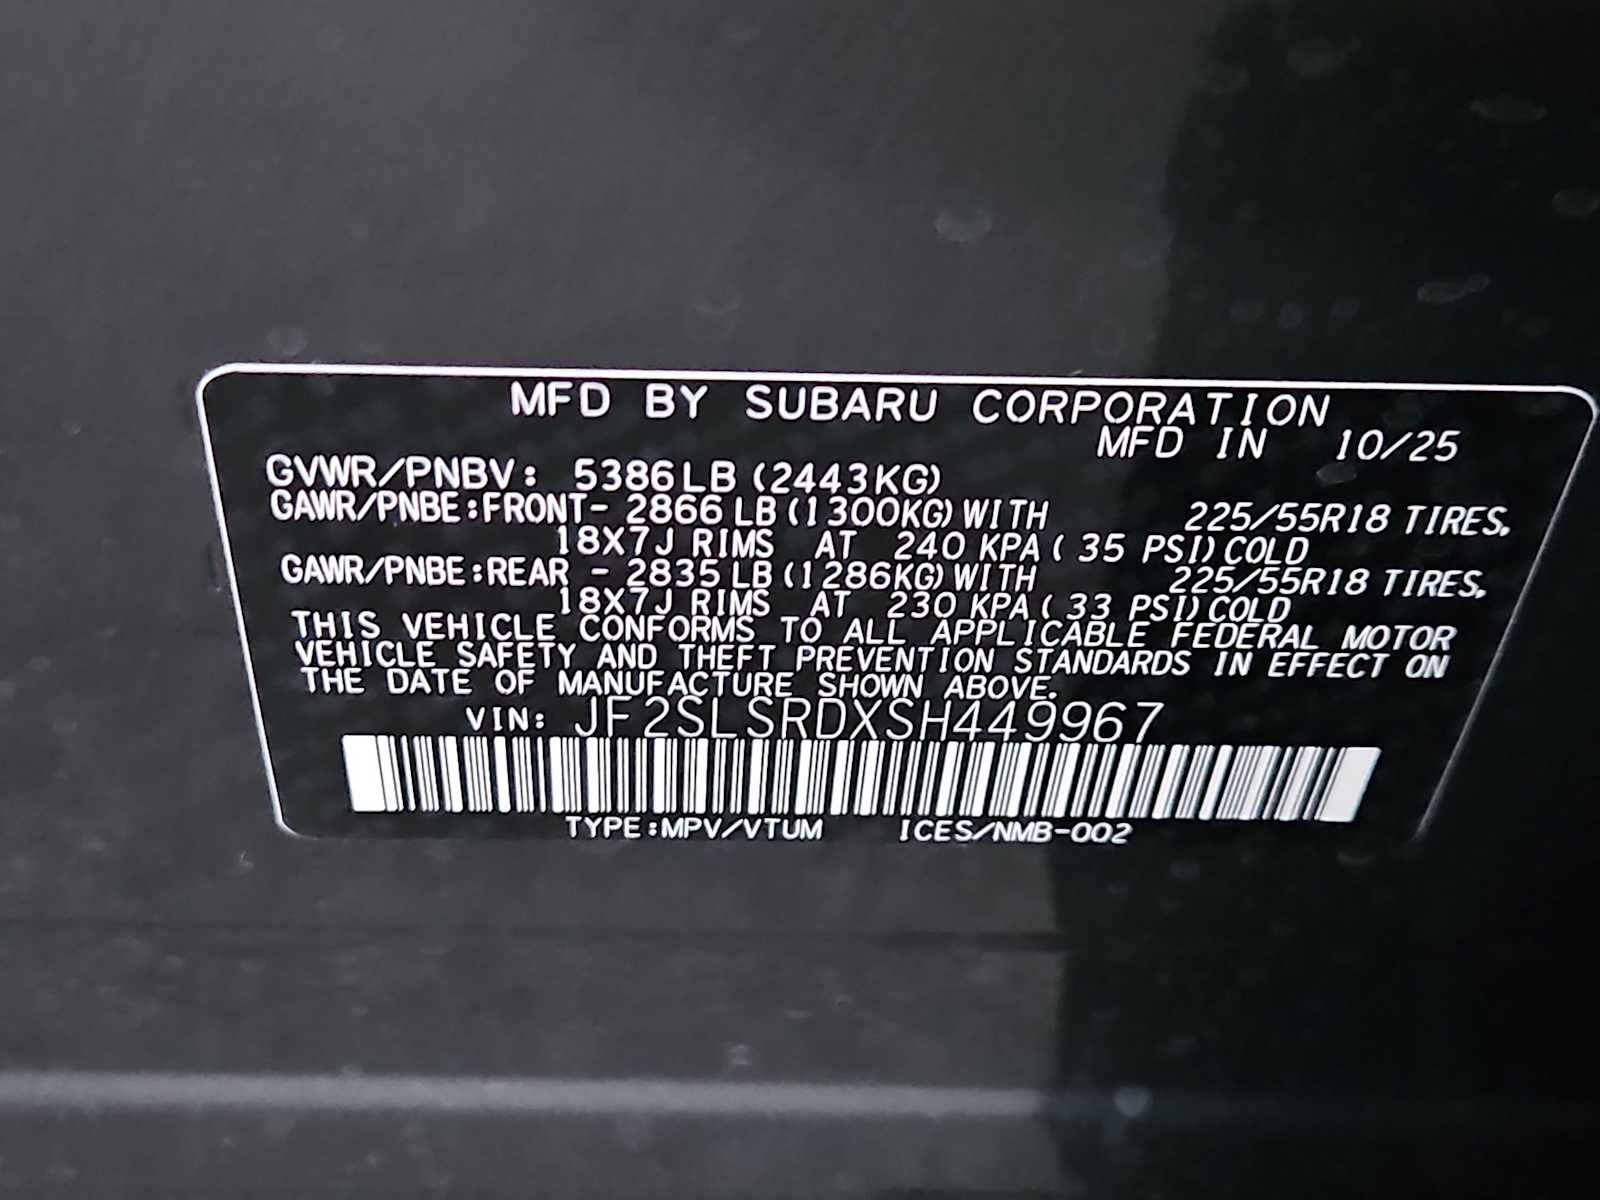 MFD BY SUBARU CORPORATION
MFD IN 10/25
GVWR/PNBV: 5386LB (2443KG)
GAWR/PNBE:FRONT- 2866 LB (1300KG) WITH 225/55R18 TIRES.
18X7J RIMS AT 240 KPA ( 35 PSI) COLD
GAWR/PNBE:REAR - 2835 LB (1286KG) WITH 225/55R18 TIRES.
18X7J RIMS AT 230 KPA ( 33 PSI) COLD
THIS VEHICLE CONFORMS TO ALL APPLICABLE FEDERAL MOTOR
VEHICLE SAFETY AND THEFT PREVENTION STANDARDS IN EFFECT ON
THE DATE OF MANUFACTURE SHOWN ABOVE.
VIN: JF2SLSRDXSH449967
TYPE:MPV/VTUM ICES/NMB-002